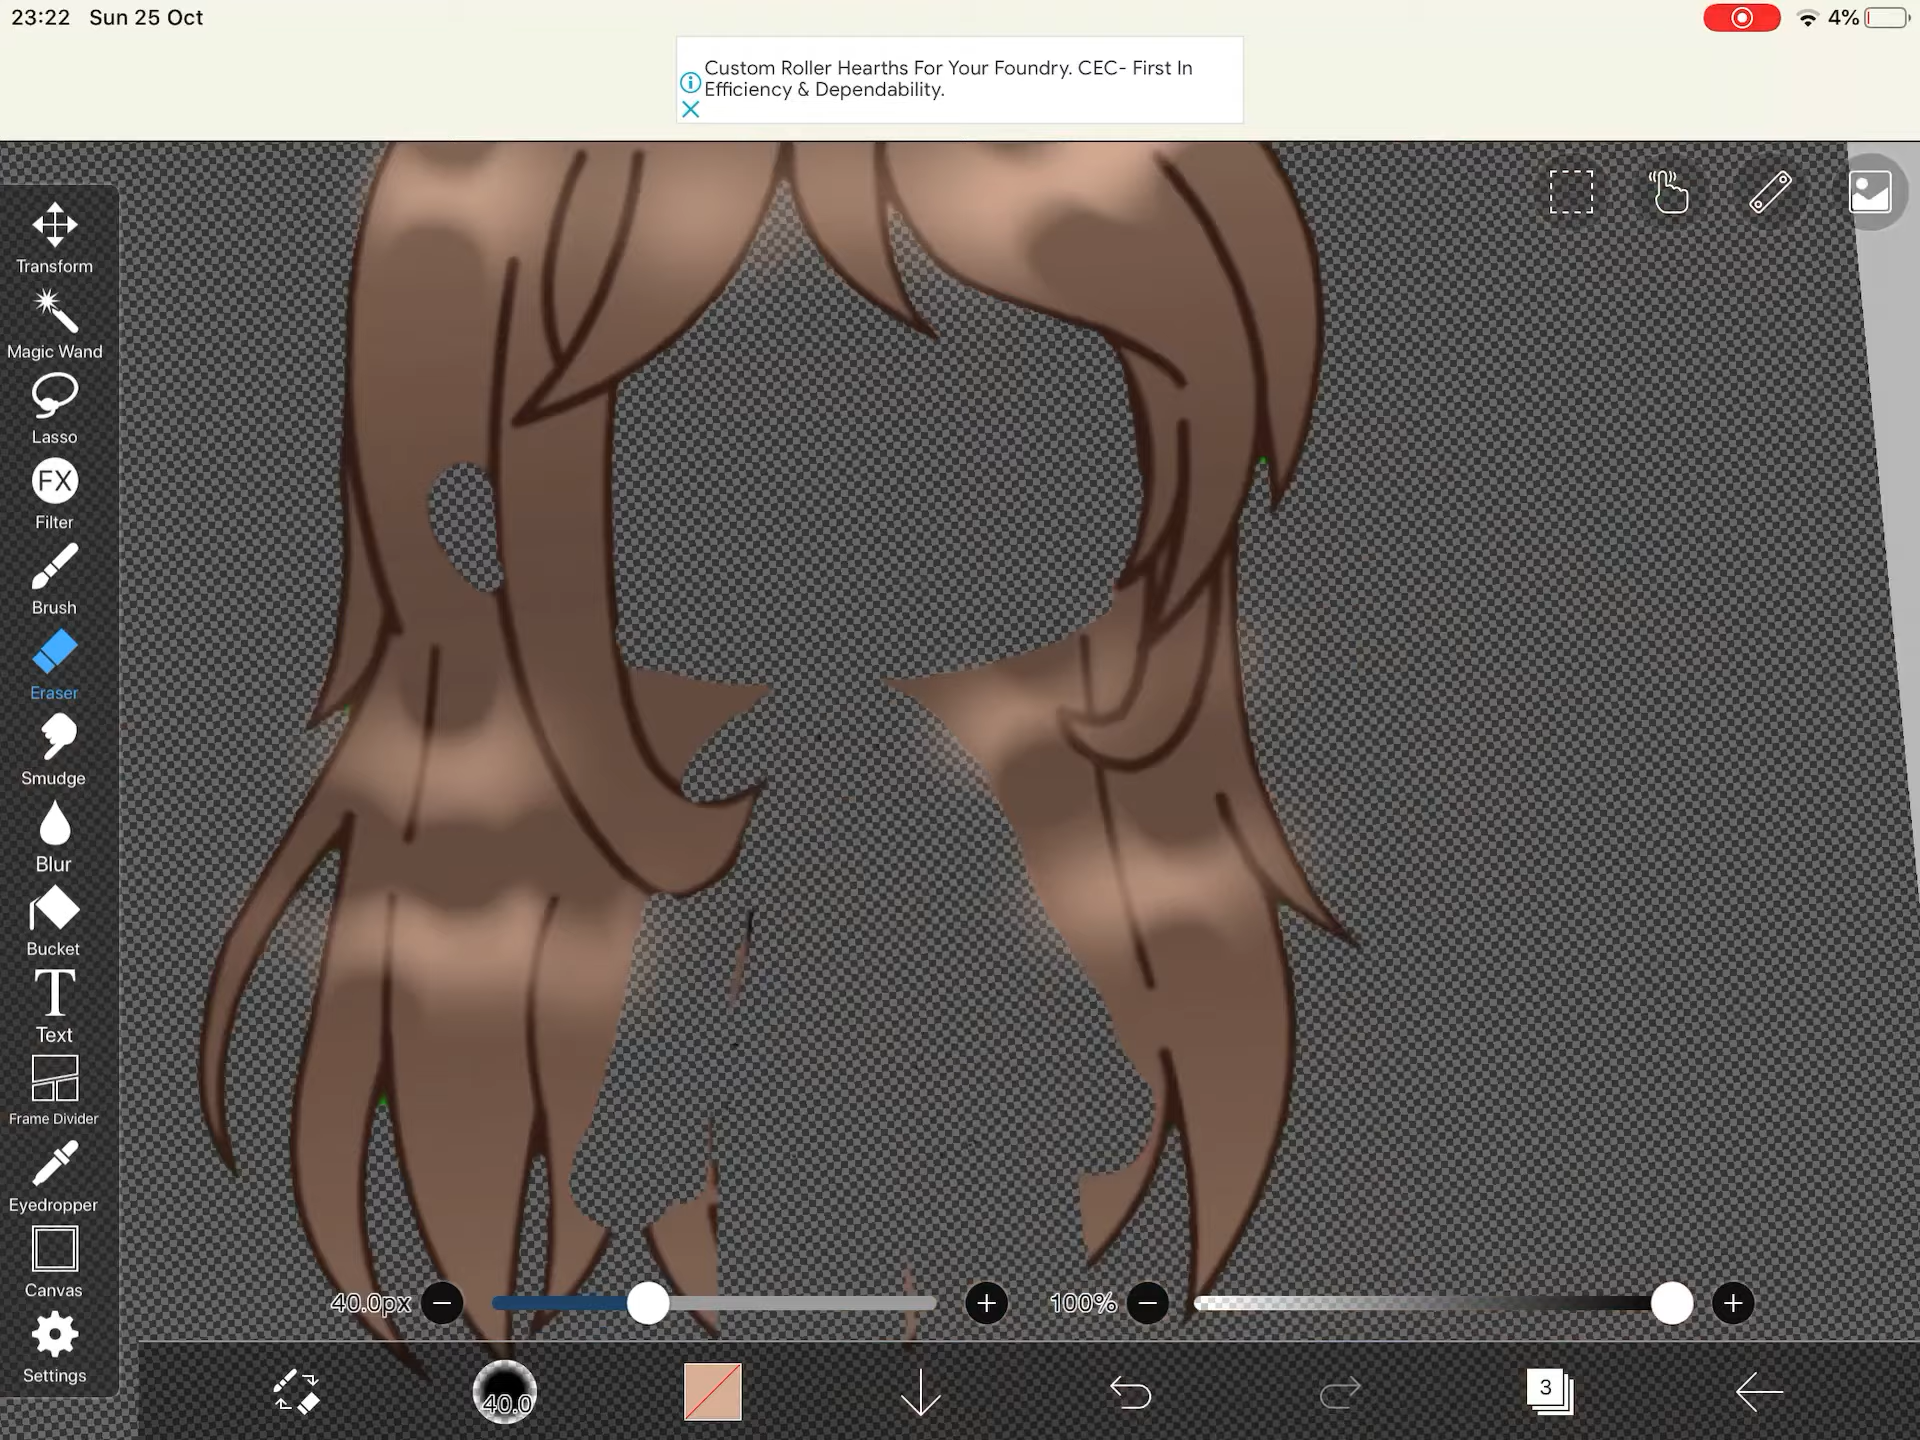 23:22 Sun 25 Oct
4%
Custom Roller Hearths For Your Foundry. CEC- First In
Efficiency & Dependability.
Transform
Magic Wand
Lasso
FX
Filter
Brush
Eraser
Smudge
Blur
Bucket
T
Text
Frame Divider
Eyedropper
Canvas
Settings
40.0px
100%
40.0
3